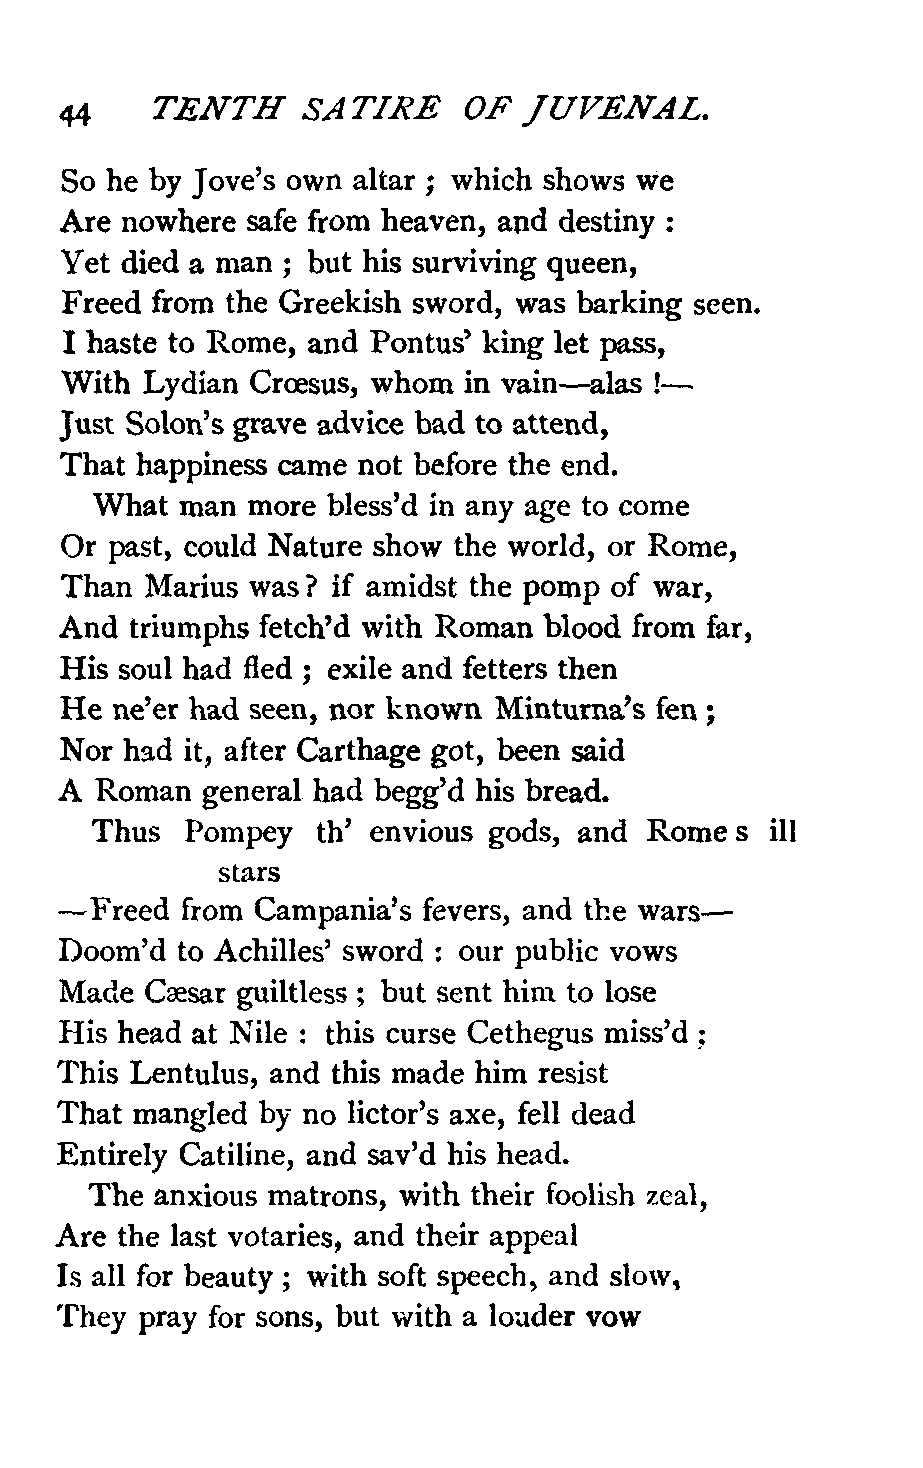 44 TENTH SATIRE OF JUVENAL.
So he by Jove's own altar ; which shows we
Are nowhere safe from heaven, and destiny :
Yet died a man ; but his surviving queen,
Freed from the Greekish sword, was barking seen.
I haste to Rome, and Pontus' king let pass,
With Lydian Crœsus, whom in vain—alas !—
Just Solon's grave advice bad to attend,
That happiness came not before the end.
What man more bless'd in any age to come
Or past, could Nature show the world, or Rome,
Than Marius was ? if amidst the pomp of war,
And triumphs fetch'd with Roman blood from far,
His soul had fled ; exile and fetters then
He ne'er had seen, nor known Minturna's fen ;
Nor had it, after Carthage got, been said
A Roman general had begg'd his bread.
Thus Pompey th' envious gods, and Rome s ill
stars
—Freed from Campania's fevers, and the wars—
Doom'd to Achilles' sword : our public vows
Made Cæsar guiltless ; but sent him to lose
His head at Nile : this curse Cethegus miss'd ;
This Lentulus, and this made him resist
That mangled by no lictor's axe, fell dead
Entirely Catiline, and sav'd his head.
The anxious matrons, with their foolish zeal,
Are the last votaries, and their appeal
Is all for beauty ; with soft speech, and slow,
They pray for sons, but with a louder vow